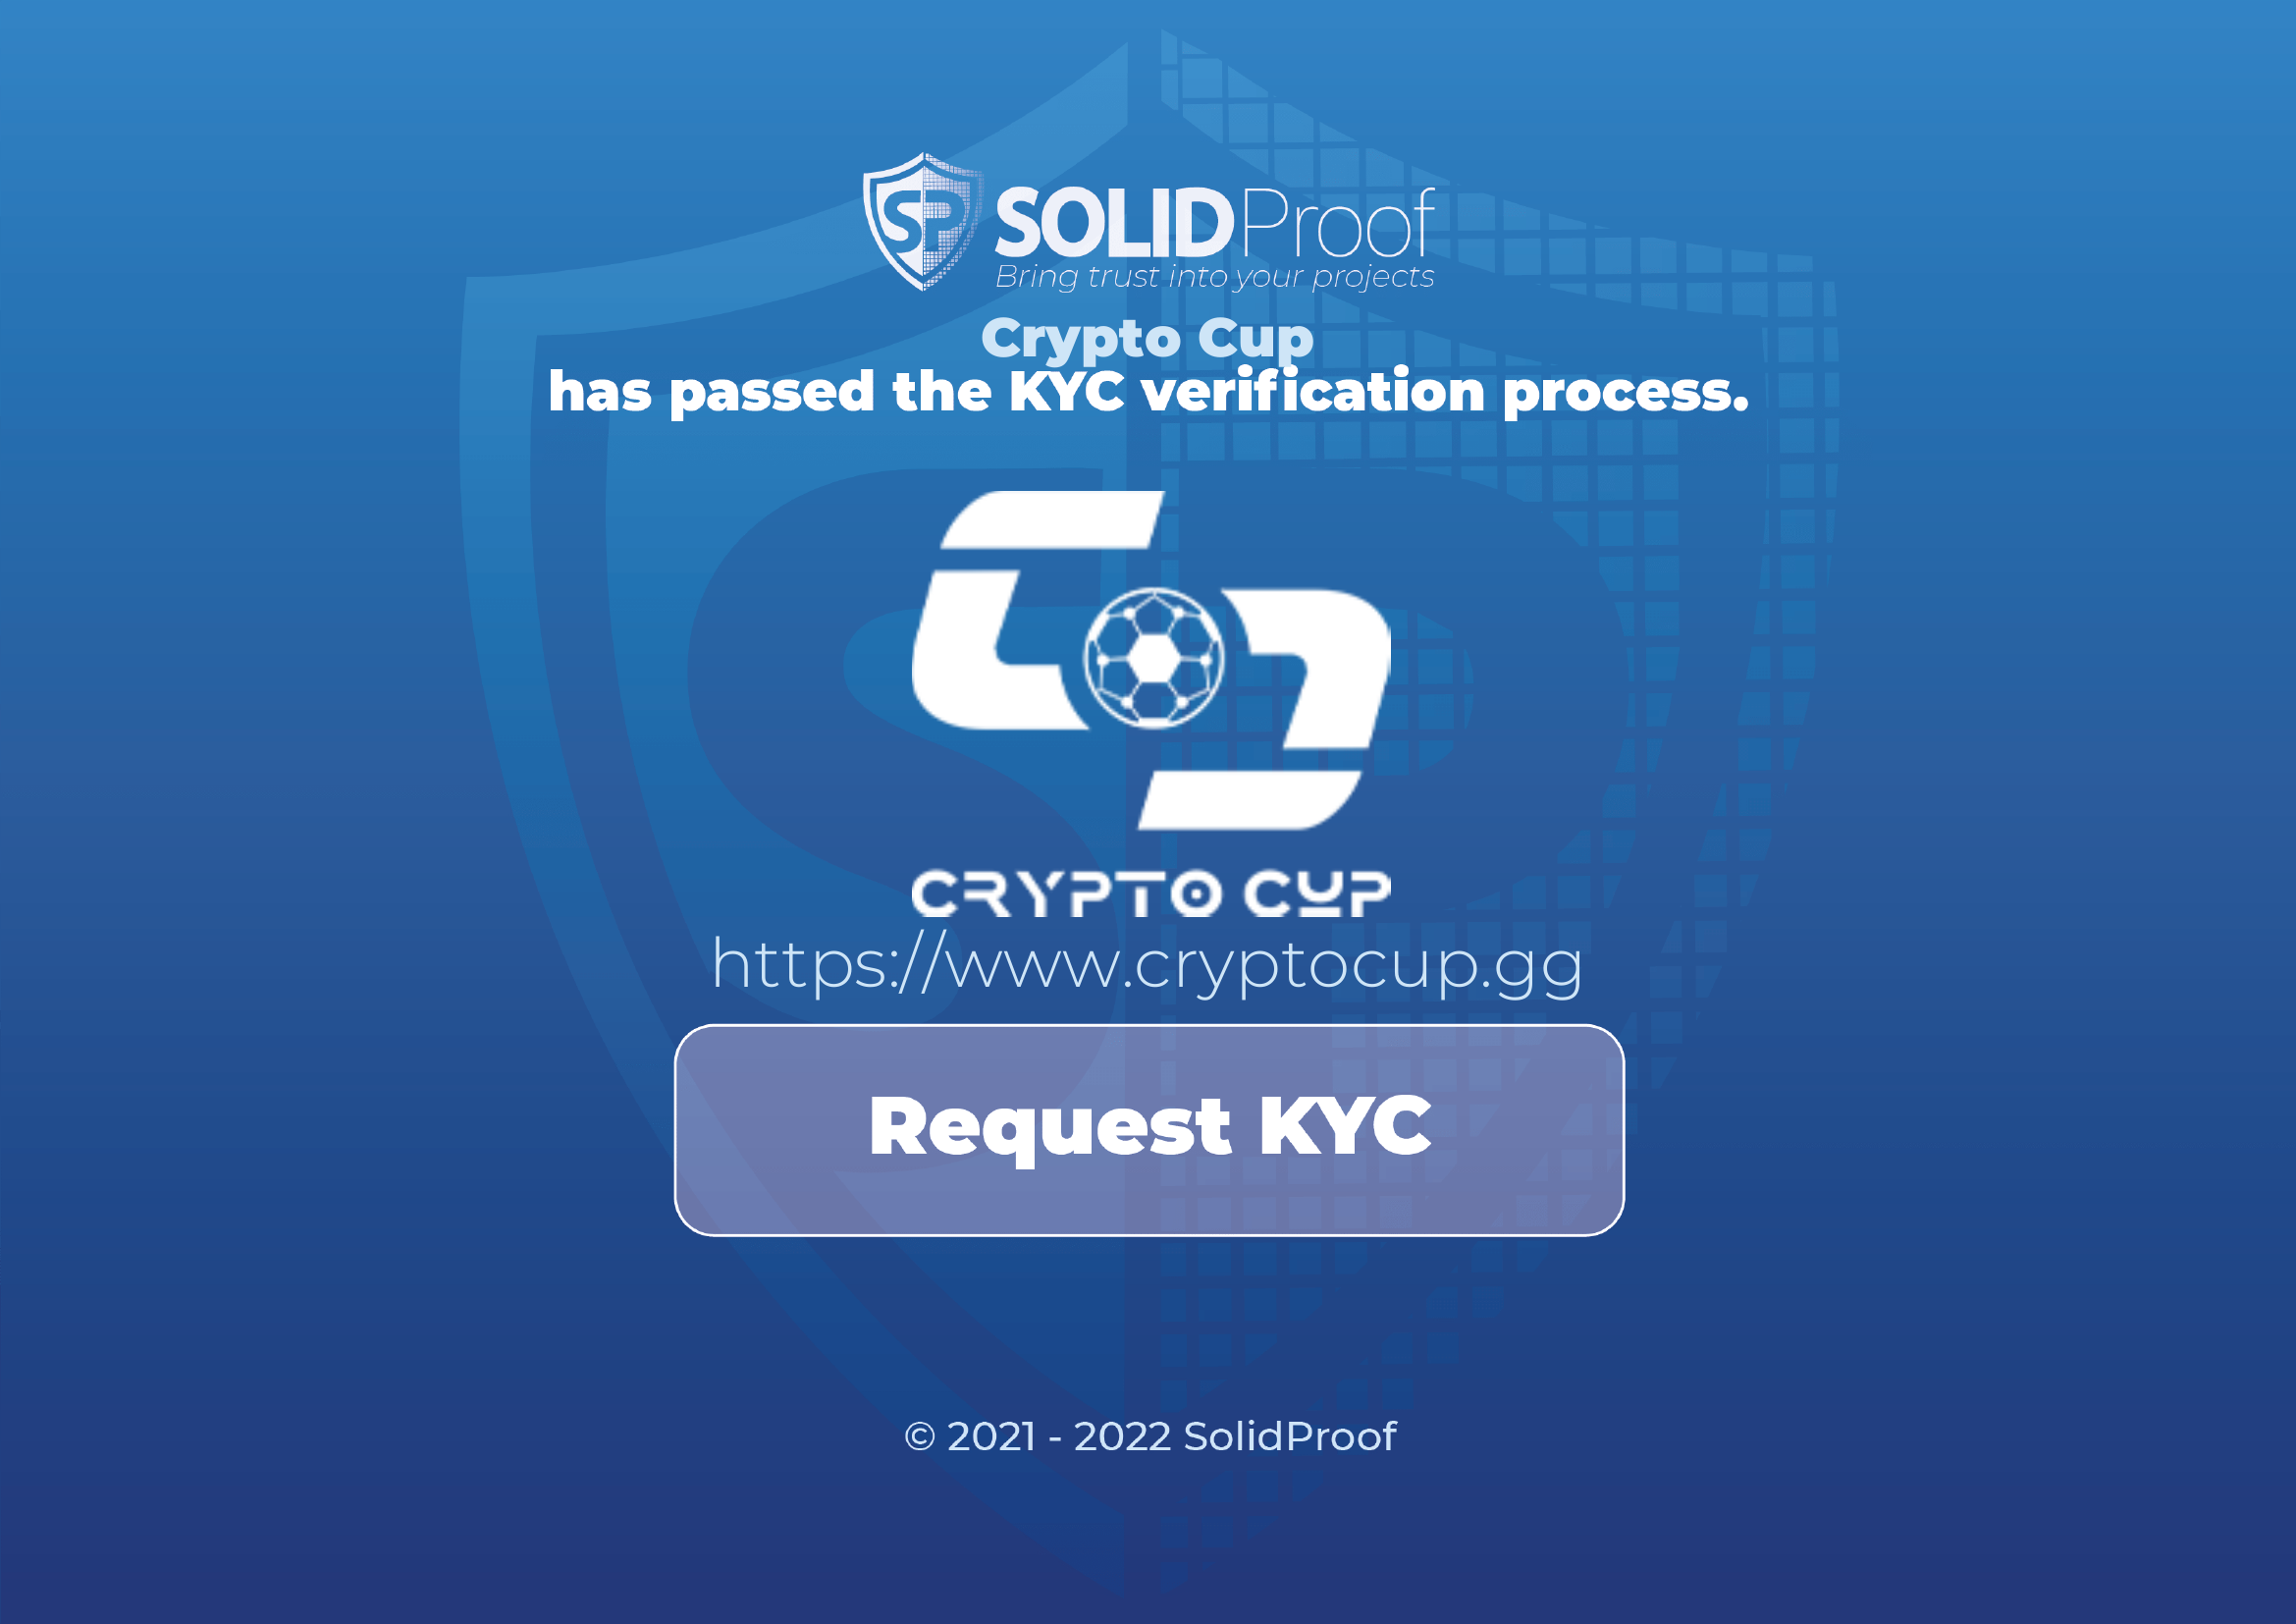 SP SOLIDProof
Bring trust into your projects
Crypto Cup
has passed the KYC verification process.
CRYPTO CUP
https://www.cryptocup.gg
Request KYC
© 2021 - 2022 SolidProof